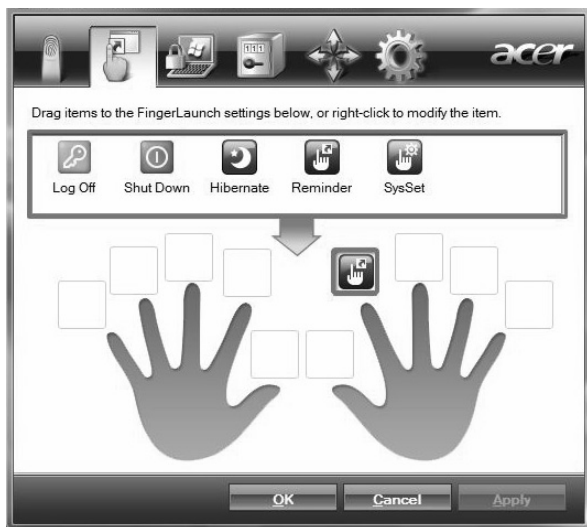 acer
Drag items to the FingerLaunch settings below, or right-click to modify the item.
Log Off Shut Down Hibernate Reminder SysSet
OK Cancel Apply